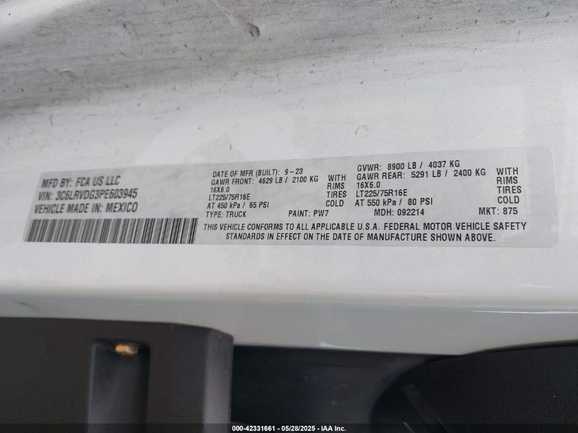 MFD BY: FCA US LLC
VIN: 3C6LRVDG3PE603945
VEHICLE MADE IN: MEXICO
DATE OF MFR (BUILT): 9-23
GAWR FRONT: 4629 LB / 2100 KG
16X6.0 WITH
LT225/75R16E RIMS
TIRES
AT 450 kPa / 65 PSI COLD
TYPE: TRUCK PAINT: PW7
GVWR: 8900 LB / 4037 KG
GAWR REAR: 5291 LB / 2400 KG
16X6.0 WITH
RIMS
LT225/75R16E TIRES
AT 550 kPa / 80 PSI COLD
MDH: 092214 MKT: 875
THIS VEHICLE CONFORMS TO ALL APPLICABLE U.S.A. FEDERAL MOTOR VEHICLE SAFETY
STANDARDS IN EFFECT ON THE DATE OF MANUFACTURE SHOWN ABOVE.
000-42331661 / 05/28/2025 / IAA Inc.